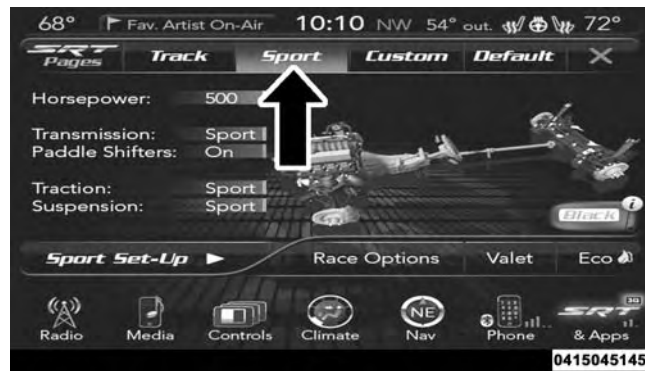 68° Fav. Artist On-Air 10:10 NW 54° out. 72°
SRT Pages Track Sport Custom Default X
Horsepower: 500
Transmission: Sport
Paddle Shifters: On
Traction: Sport
Suspension: Sport
Black i
Sport Set-Up Race Options Valet Eco
NE 3G SRT
Radio Media Controls Climate Nav Phone & Apps
0415045145